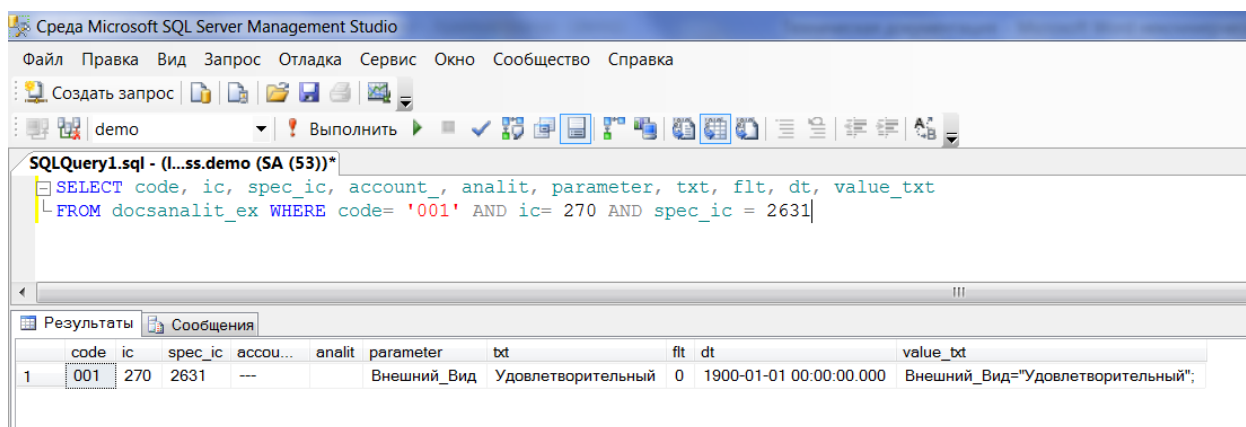 Среда Microsoft SQL Server Management Studio
Файл Правка Вид Запрос Отладка Сервис Окно Сообщество Справка
Создать запрос
demo Выполнить
SQLQuery1.sql - (l...ss.demo (SA (53))*
SELECT code, ic, spec_ic, account_, analit, parameter, txt, flt, dt, value_txt
FROM docsanalit_ex WHERE code= '001' AND ic= 270 AND spec_ic = 2631
Результаты Сообщения
code ic spec_ic accou... analit parameter txt flt dt value_txt
1 001 270 2631 --- Внешний_Вид Удовлетворительный 0 1900-01-01 00:00:00.000 Внешний_Вид="Удовлетворительный";